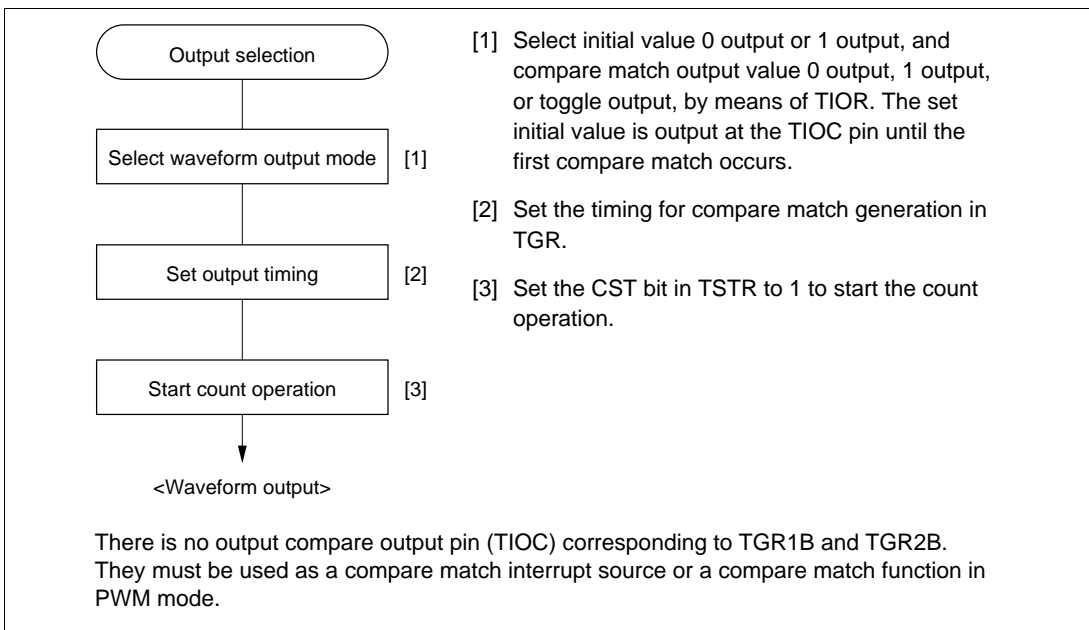 Output selection
Select waveform output mode [1]
Set output timing [2]
Start count operation [3]
<Waveform output>
[1] Select initial value 0 output or 1 output, and
compare match output value 0 output, 1 output,
or toggle output, by means of TIOR. The set
initial value is output at the TIOC pin until the
first compare match occurs.
[2] Set the timing for compare match generation in
TGR.
[3] Set the CST bit in TSTR to 1 to start the count
operation.
There is no output compare output pin (TIOC) corresponding to TGR1B and TGR2B.
They must be used as a compare match interrupt source or a compare match function in
PWM mode.